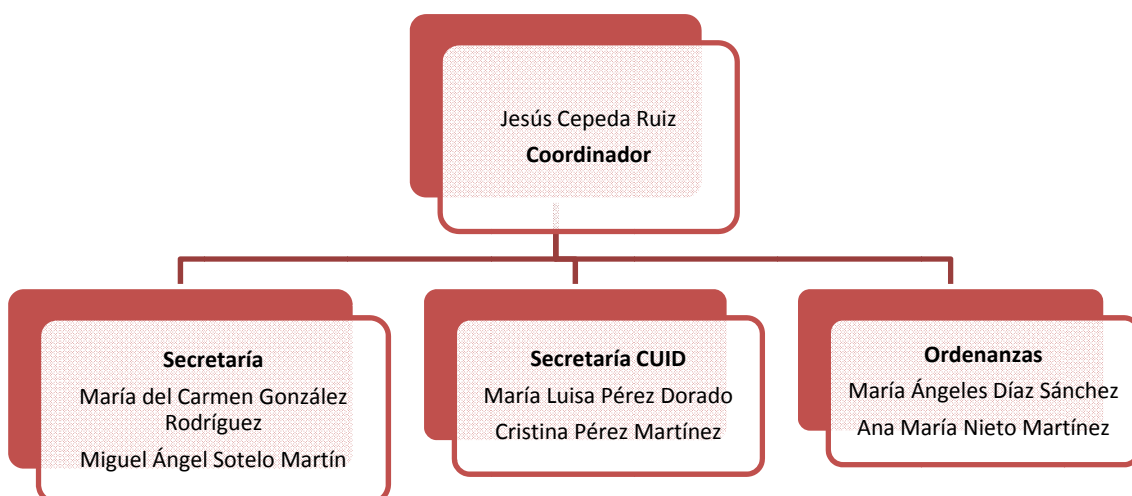 Jesús Cepeda Ruiz
Coordinador
Secretaría
María del Carmen González
Rodríguez
Miguel Ángel Sotelo Martín
Secretaría CUID
María Luisa Pérez Dorado
Cristina Pérez Martínez
Ordenanzas
María Ángeles Díaz Sánchez
Ana María Nieto Martínez